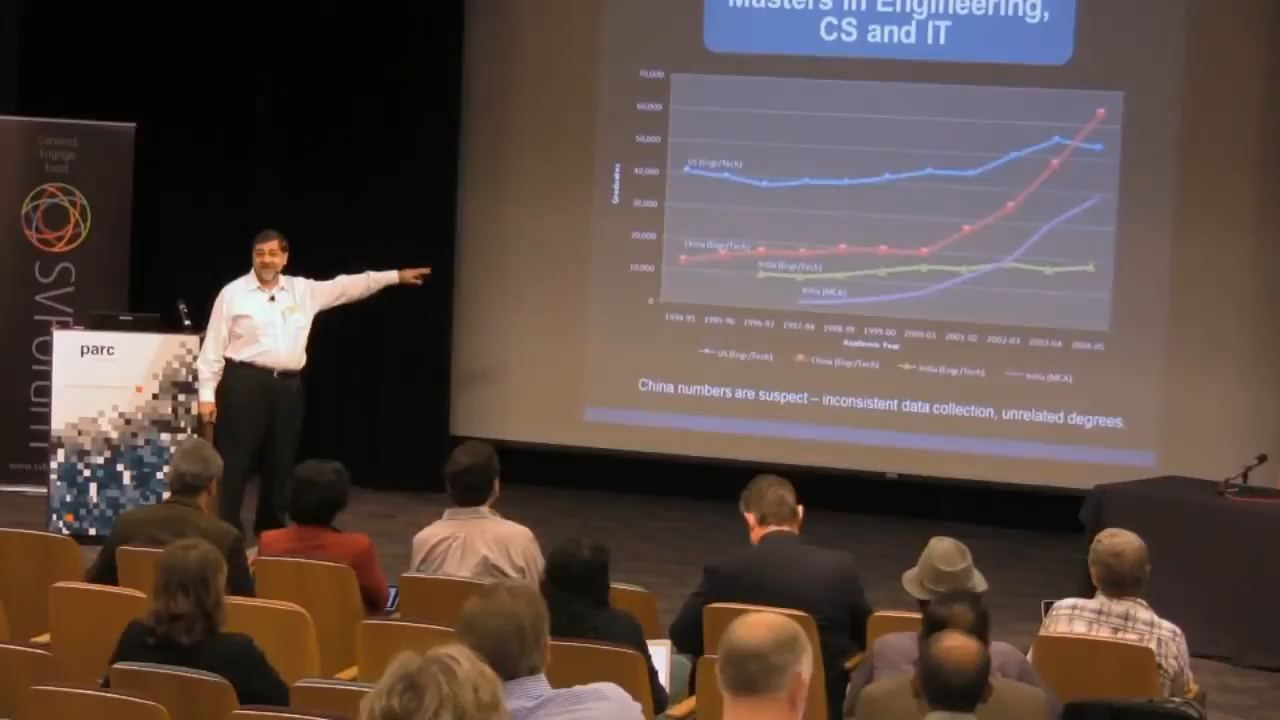 Masters in Engineering,
CS and IT
70,000
60,000
50,000
40,000
30,000
20,000
10,000
0
Graduates
US (Engr/Tech)
China (Engr/Tech)
India (Engr/Tech)
India (MCA)
1994-95 1995-96 1996-97 1997-98 1998-99 1999-00 2000-01 2001-02 2002-03 2003-04 2004-05
Academic Year
US (Engr/Tech) China (Engr/Tech) India (Engr/Tech) India (MCA)
China numbers are suspect – inconsistent data collection, unrelated degrees.
Connect
Engage
Excel
SVForum
parc